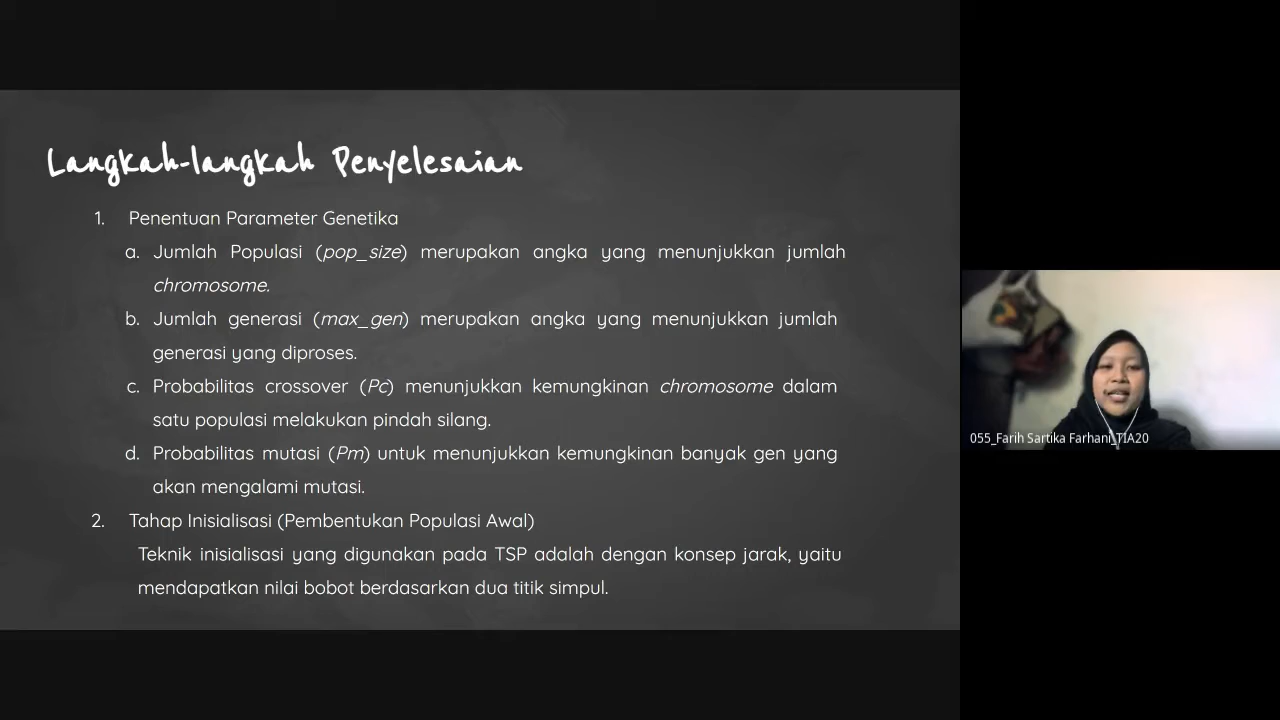 Langkah-langkah Penyelesaian
1. Penentuan Parameter Genetika
a. Jumlah Populasi (pop_size) merupakan angka yang menunjukkan jumlah
chromosome.
b. Jumlah generasi (max_gen) merupakan angka yang menunjukkan jumlah
generasi yang diproses.
c. Probabilitas crossover (Pc) menunjukkan kemungkinan chromosome dalam
satu populasi melakukan pindah silang.
d. Probabilitas mutasi (Pm) untuk menunjukkan kemungkinan banyak gen yang
akan mengalami mutasi.
2. Tahap Inisialisasi (Pembentukan Populasi Awal)
Teknik inisialisasi yang digunakan pada TSP adalah dengan konsep jarak, yaitu
mendapatkan nilai bobot berdasarkan dua titik simpul.
055_Farih Sartika Farhani_TIA20